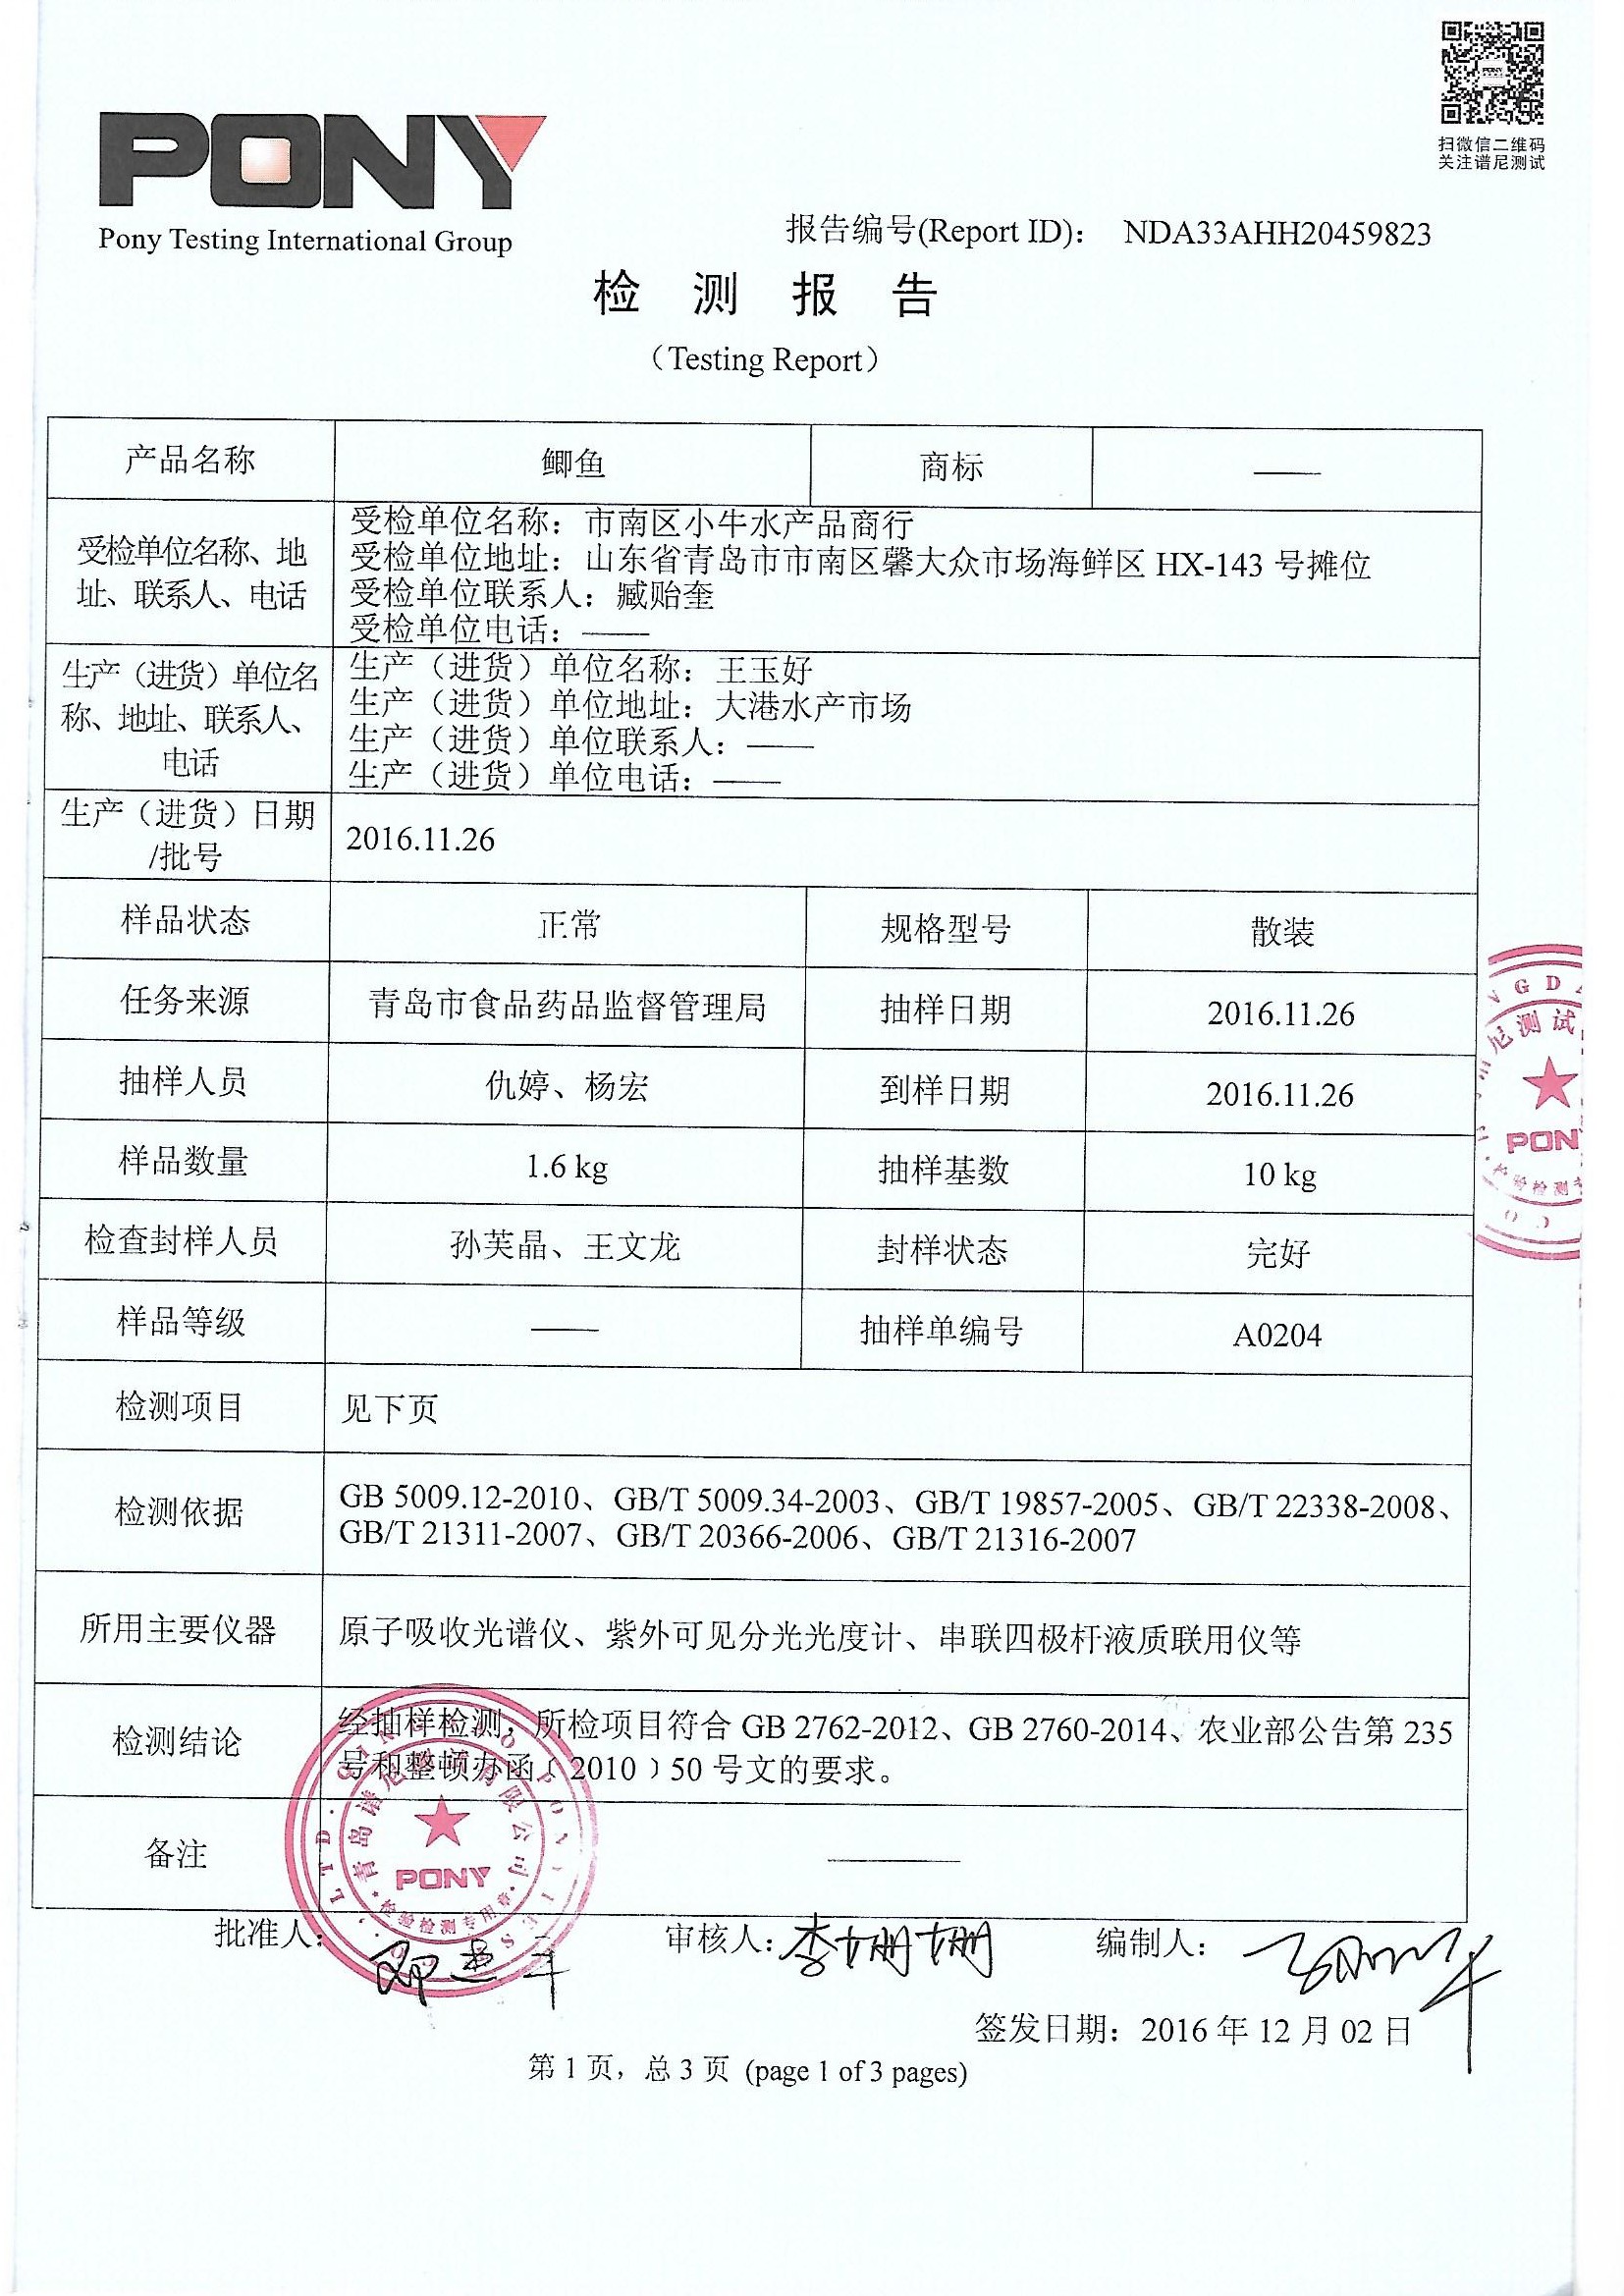 扫微信二维码
关注谱尼测试
PONY
Pony Testing International Group
报告编号(Report ID)： NDA33AHH20459823
检 测 报 告
（Testing Report）
产品名称 鲫鱼 商标 ——
受检单位名称、地
址、联系人、电话
受检单位名称：市南区小牛水产品商行
受检单位地址：山东省青岛市市南区馨大众市场海鲜区 HX-143 号摊位
受检单位联系人：臧贻奎
受检单位电话：——
生产（进货）单位名
称、地址、联系人、
电话
生产（进货）单位名称：王玉好
生产（进货）单位地址：大港水产市场
生产（进货）单位联系人：——
生产（进货）单位电话：——
生产（进货）日期
/批号
2016.11.26
样品状态 正常 规格型号 散装
任务来源 青岛市食品药品监督管理局 抽样日期 2016.11.26
抽样人员 仇婷、杨宏 到样日期 2016.11.26
样品数量 1.6 kg 抽样基数 10 kg
检查封样人员 孙芙晶、王文龙 封样状态 完好
样品等级 —— 抽样单编号 A0204
检测项目 见下页
检测依据
GB 5009.12-2010、GB/T 5009.34-2003、GB/T 19857-2005、GB/T 22338-2008、
GB/T 21311-2007、GB/T 20366-2006、GB/T 21316-2007
所用主要仪器 原子吸收光谱仪、紫外可见分光光度计、串联四极杆液质联用仪等
检测结论
经抽样检测，所检项目符合 GB 2762-2012、GB 2760-2014、农业部公告第 235
号和整顿办函﹝2010﹞50 号文的要求。
备注 ——
青岛谱尼测试有限公司
PONY
检验检测专用章
尼测试
PON
批准人: 审核人: 李姗姗 编制人：
签发日期：2016 年 12 月 02 日
第 1 页，总 3 页 (page 1 of 3 pages)